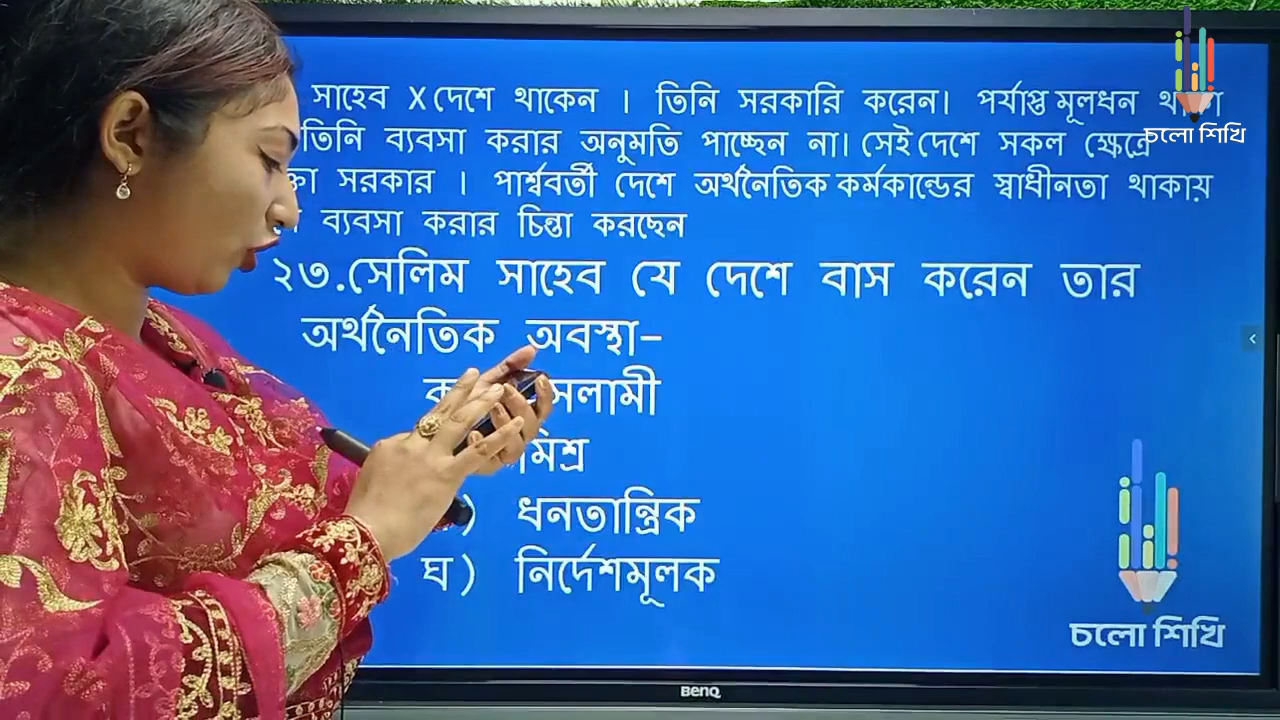 সাহেব X দেশে থাকেন । তিনি সরকারি করেন। পর্যাপ্ত মূলধন
তিনি ব্যবসা করার অনুমতি পাচ্ছেন না। সেই দেশে সকল ক্ষেত্রে
সরকার । পার্শ্ববর্তী দেশে অর্থনৈতিক কর্মকান্ডের স্বাধীনতা থাকায়
ব্যবসা করার চিন্তা করছেন
২৩.সেলিম সাহেব যে দেশে বাস করেন তার
অর্থনৈতিক অবস্থা–
মিশ্র
ধনতান্ত্রিক
ঘ) নির্দেশমূলক
চলো শিখি
চলো শিখি
BenQ